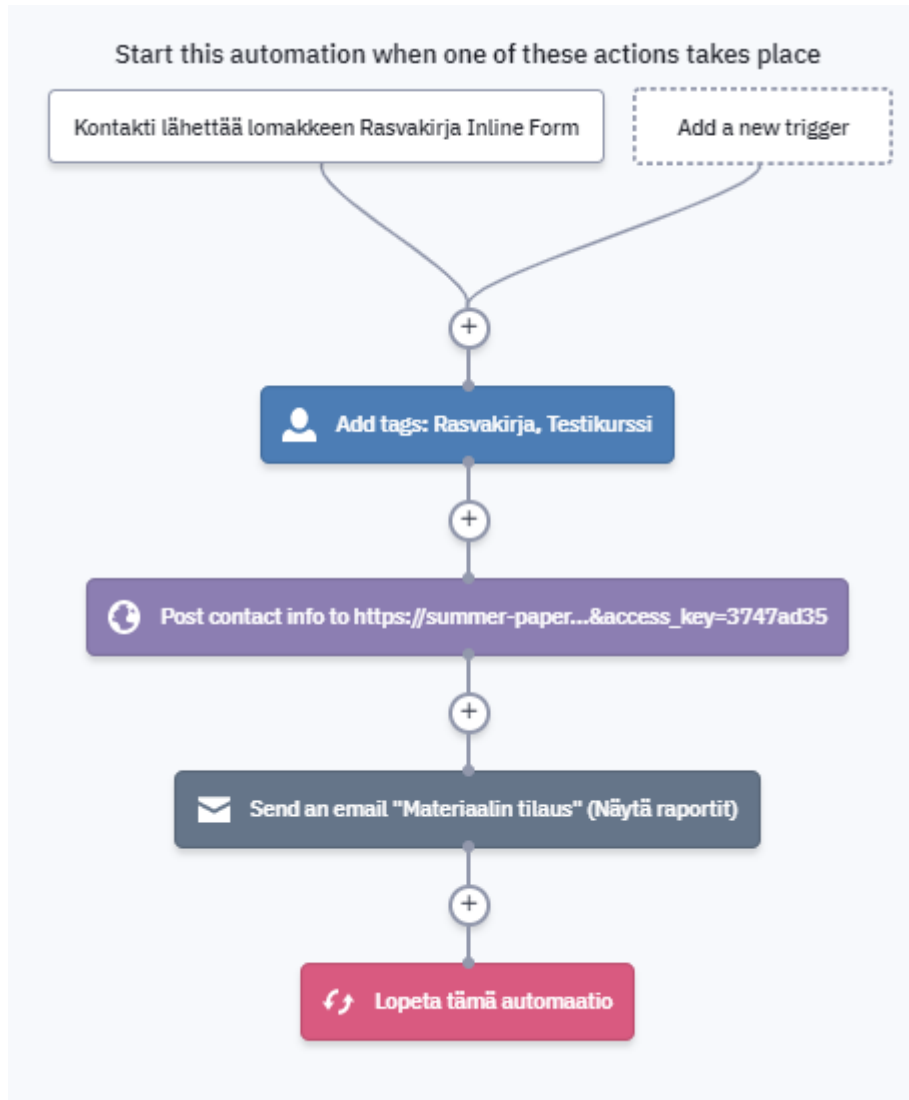 Start this automation when one of these actions takes place
Kontakti lähettää lomakkeen Rasvakirja Inline Form
Add a new trigger
+
Add tags: Rasvakirja, Testikurssi
+
Post contact info to https://summer-paper...&access_key=3747ad35
+
Send an email "Materiaalin tilaus" (Näytä raportit)
+
Lopeta tämä automaatio